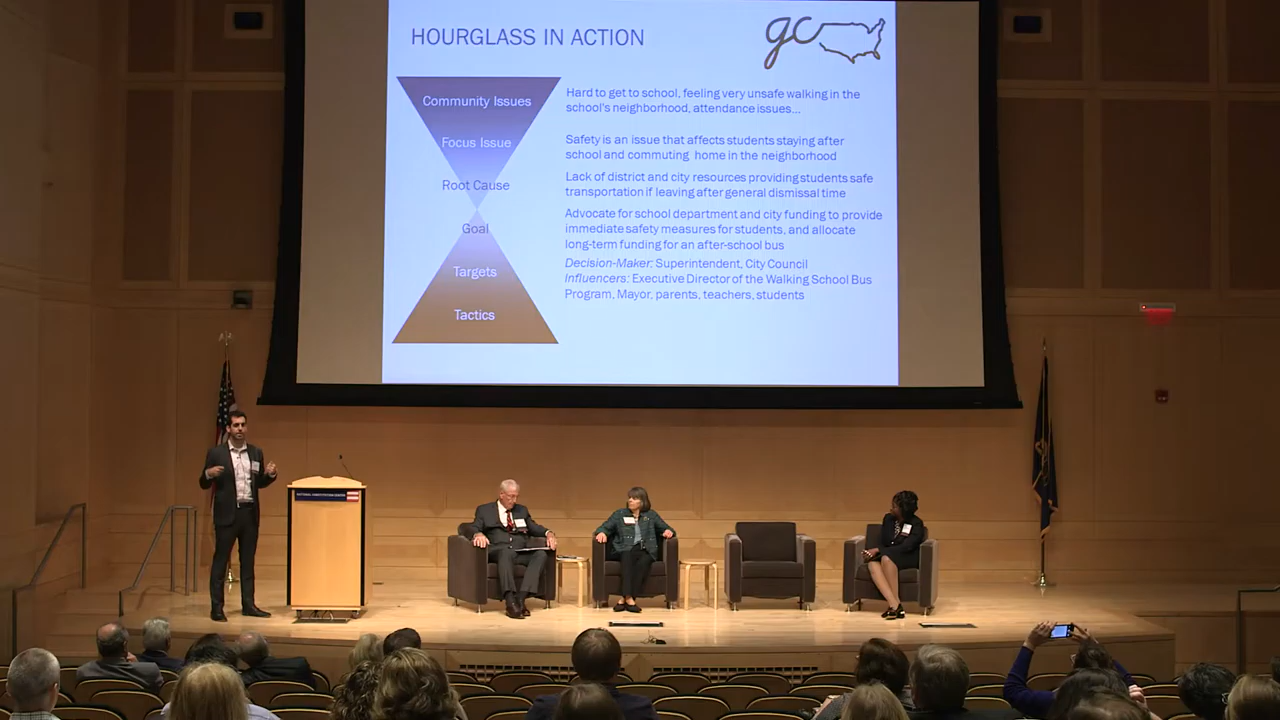 HOURGLASS IN ACTION
gc
Community Issues
Hard to get to school, feeling very unsafe walking in the
school's neighborhood, attendance issues...
Focus Issue
Safety is an issue that affects students staying after
school and commuting home in the neighborhood
Root Cause
Lack of district and city resources providing students safe
transportation if leaving after general dismissal time
Goal
Advocate for school department and city funding to provide
immediate safety measures for students, and allocate
long-term funding for an after-school bus
Targets
Decision-Maker: Superintendent, City Council
Influencers: Executive Director of the Walking School Bus
Program, Mayor, parents, teachers, students
Tactics
NATIONAL CONSTITUTION CENTER